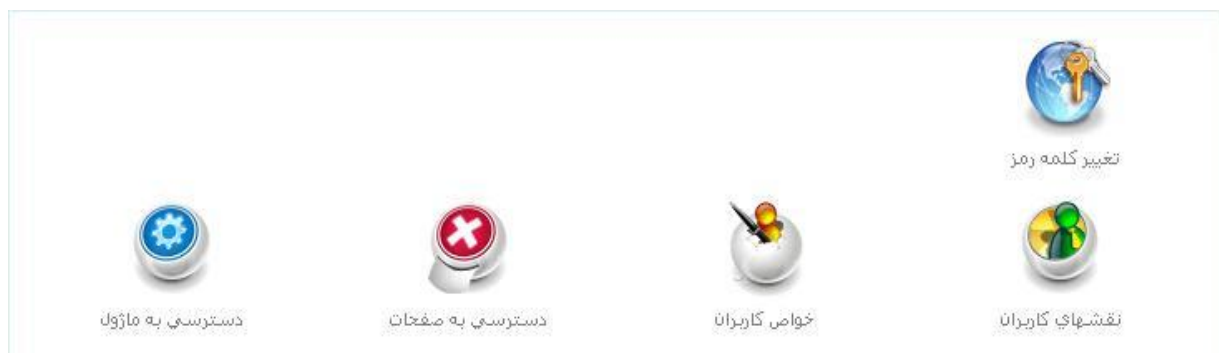 تغییر کلمه رمز
نقشهاي کاربران
خواص کاربران
دسترسي به صفحات
دسترسي به ماژول